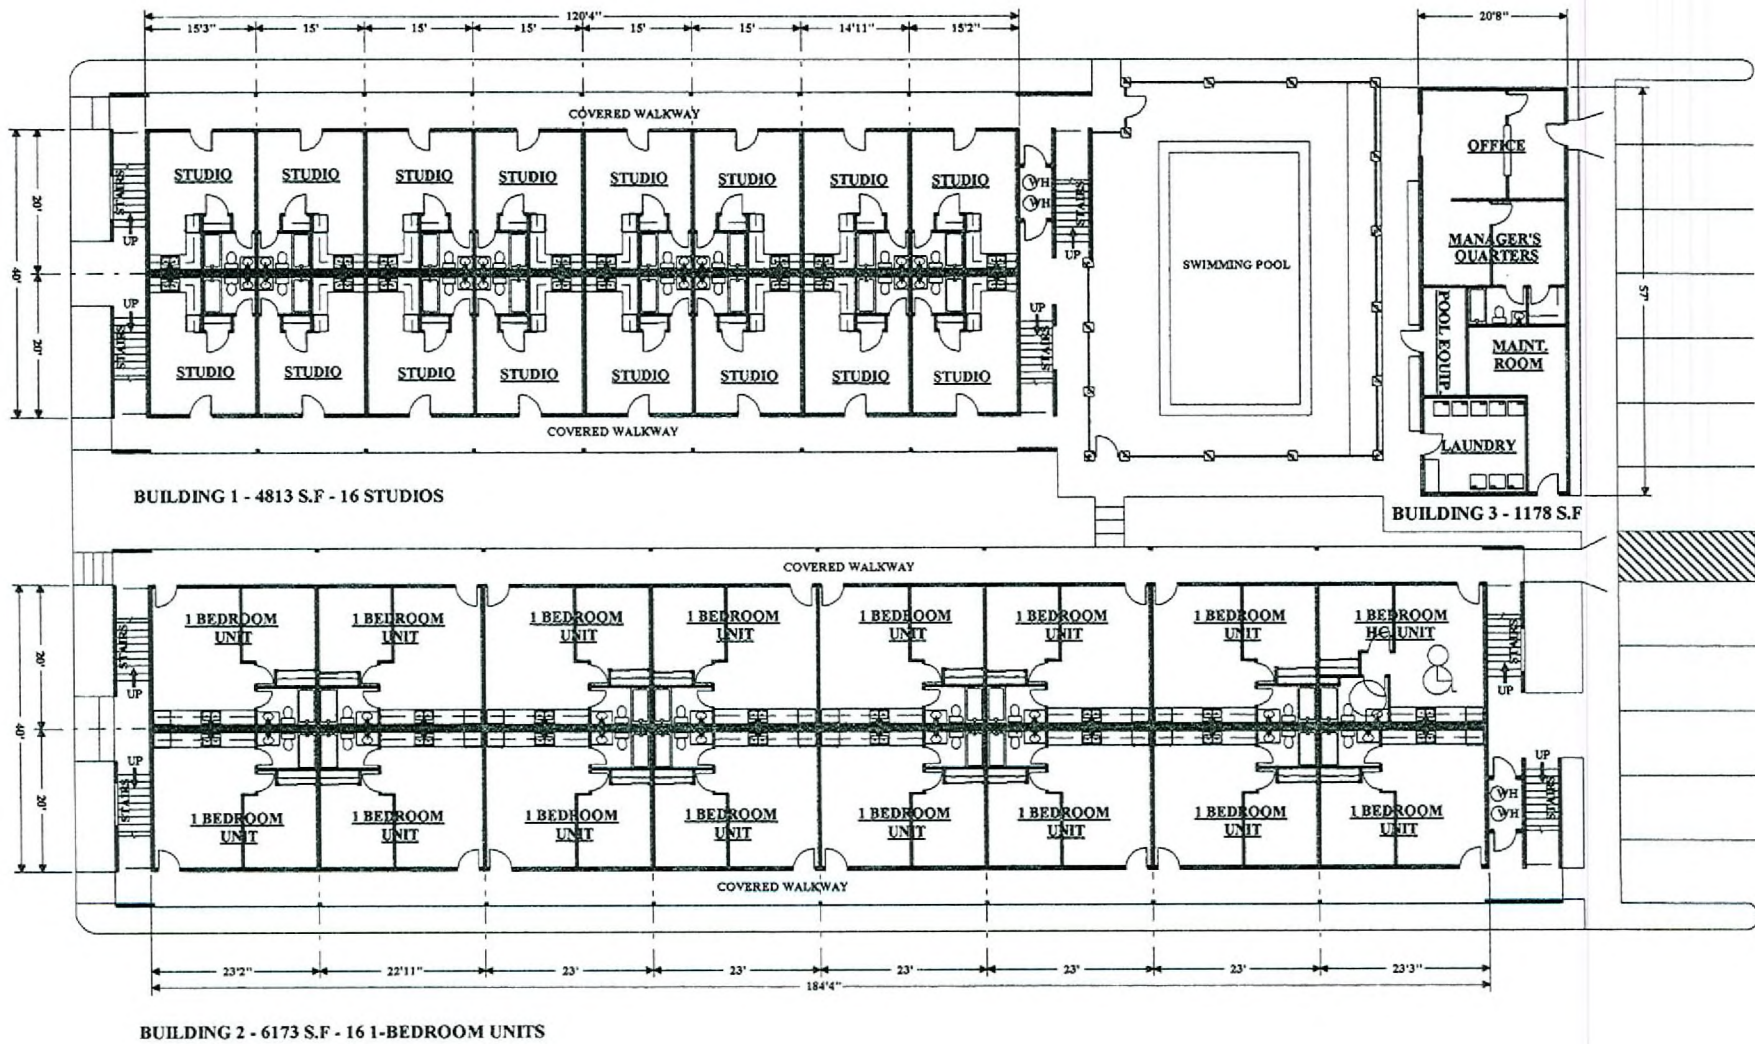 120'4"
20'8"
15'3" 15' 15' 15' 15' 15' 14'11" 15'2"
COVERED WALKWAY
OFFICE
STUDIO STUDIO STUDIO STUDIO STUDIO STUDIO STUDIO STUDIO
STAIRS
UP
WH
WH
STAIRS
UP
20'
40'
20'
MANAGER'S
QUARTERS
SWIMMING POOL
57'
UP
STAIRS
UP
STAIRS
POOL EQUIP.
MAINT.
ROOM
STUDIO STUDIO STUDIO STUDIO STUDIO STUDIO STUDIO STUDIO
COVERED WALKWAY
LAUNDRY
BUILDING 1 - 4813 S.F - 16 STUDIOS
BUILDING 3 - 1178 S.F
COVERED WALKWAY
1 BEDROOM 1 BEDROOM 1 BEDROOM 1 BEDROOM 1 BEDROOM 1 BEDROOM 1 BEDROOM 1 BEDROOM
UNIT UNIT UNIT UNIT UNIT UNIT UNIT HC UNIT
STAIRS
UP
STAIRS
UP
20'
40'
20'
UP
STAIRS
UP
STAIRS
WH
WH
1 BEDROOM 1 BEDROOM 1 BEDROOM 1 BEDROOM 1 BEDROOM 1 BEDROOM 1 BEDROOM 1 BEDROOM
UNIT UNIT UNIT UNIT UNIT UNIT UNIT UNIT
COVERED WALKWAY
23'2" 22'11" 23' 23' 23' 23' 23' 23'3"
184'4"
BUILDING 2 - 6173 S.F - 16 1-BEDROOM UNITS